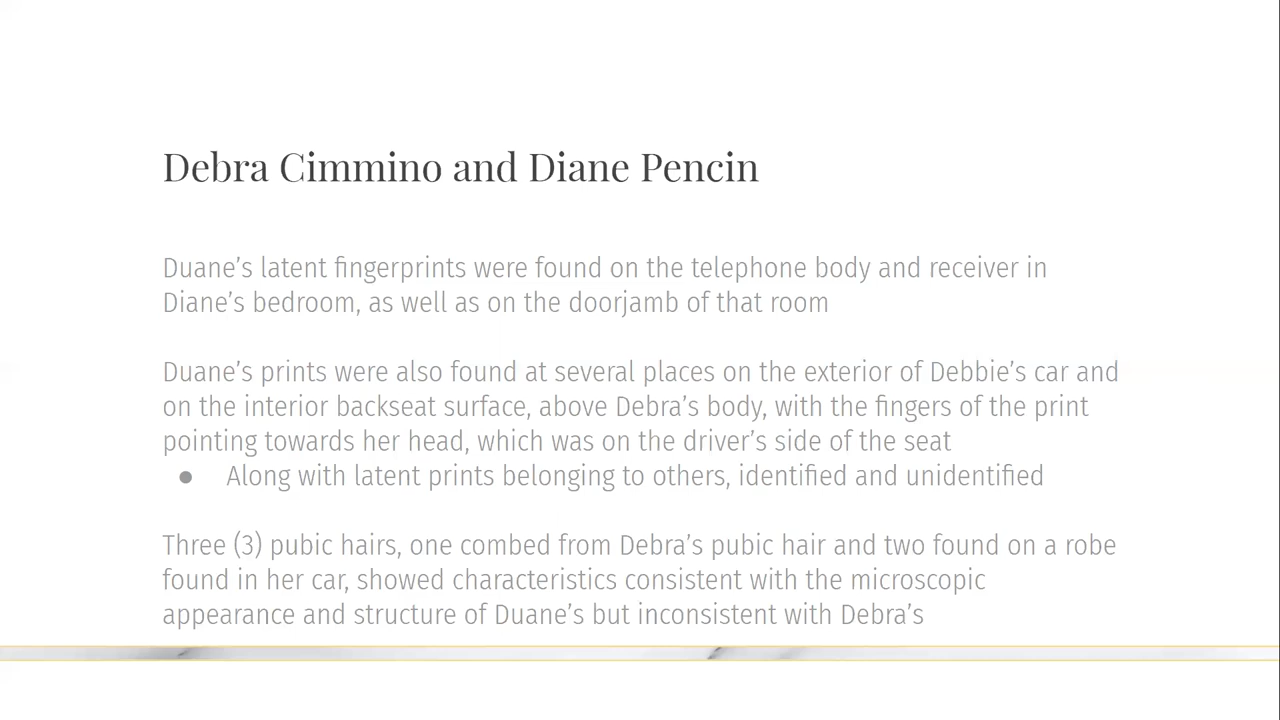 Debra Cimmino and Diane Pencin
Duane’s latent fingerprints were found on the telephone body and receiver in
Diane’s bedroom, as well as on the doorjamb of that room
Duane’s prints were also found at several places on the exterior of Debbie’s car and
on the interior backseat surface, above Debra’s body, with the fingers of the print
pointing towards her head, which was on the driver’s side of the seat
● Along with latent prints belonging to others, identified and unidentified
Three (3) pubic hairs, one combed from Debra’s pubic hair and two found on a robe
found in her car, showed characteristics consistent with the microscopic
appearance and structure of Duane’s but inconsistent with Debra’s